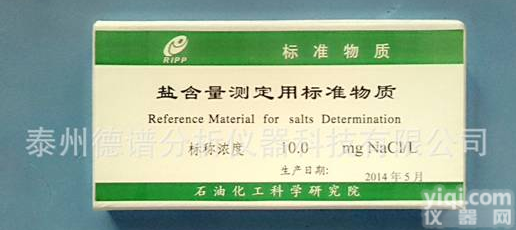 RIPP
标准物质
盐含量测定用标准物质
Reference Material for salts Determination
泰州德谱分析仪器科技有限公司
标称浓度 10.0 mg NaCl/L
生产日期: 2014年5月
石油化工科学研究院
yiqi.com
仪器网